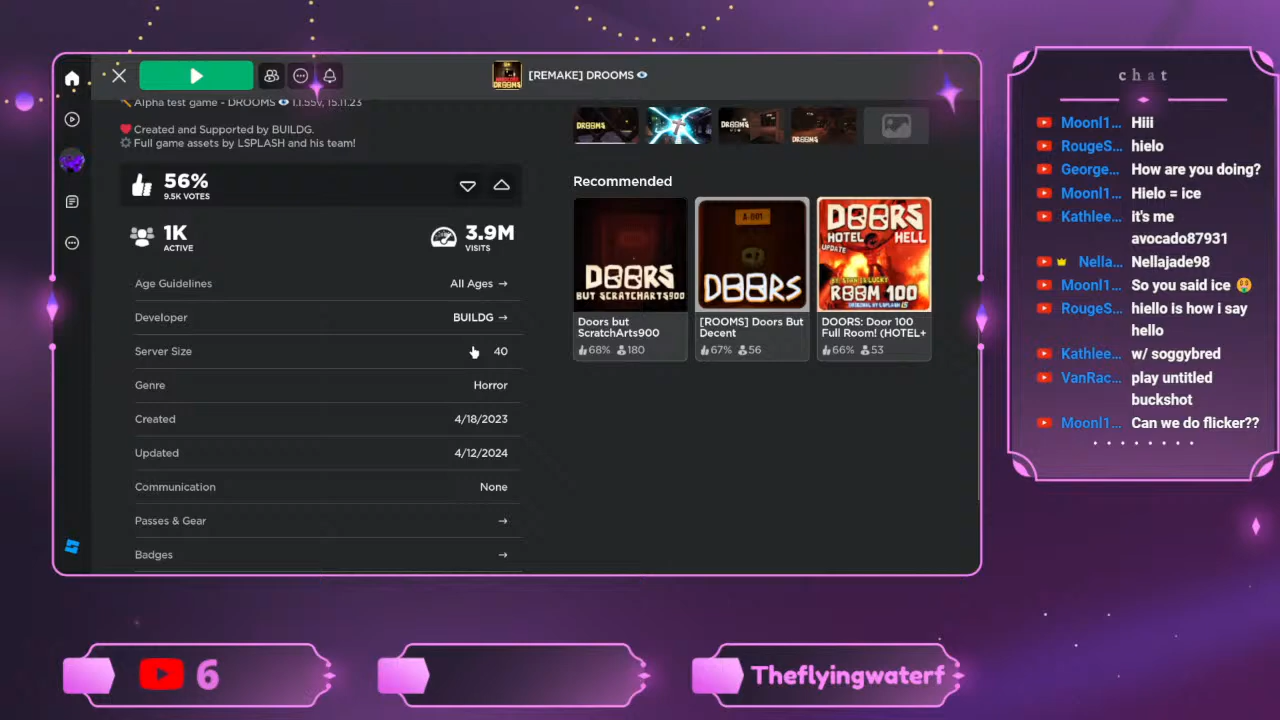 [REMAKE] DROOMS
Alpha test game - DROOMS 1.1.55v, 15.11.23
Created and Supported by BUILDG.
Full game assets by LSPLASH and his team!
56%
9.5K VOTES
1K
ACTIVE
3.9M
VISITS
Age Guidelines All Ages →
Developer BUILDG →
Server Size 40
Genre Horror
Created 4/18/2023
Updated 4/12/2024
Communication None
Passes & Gear →
Badges →
DROOMS
DROOMS
DROOMS
Recommended
DOORS
BUT SCRATCHARTS900
Doors but
ScratchArts900
68% 180
A-001
DOORS
[ROOMS] Doors But
Decent
67% 56
DOORS
HOTEL HELL
UPDATE
ROOM 100
DOORS: Door 100
Full Room! (HOTEL+
66% 53
chat
Moonl1... Hiii
RougeS... hielo
George... How are you doing?
Moonl1... Hielo = ice
Kathlee... it's me
avocado87931
Nella... Nellajade98
Moonl1... So you said ice 🤑
RougeS... hiello is how i say
hello
Kathlee... w/ soggybred
VanRac... play untitled
buckshot
Moonl1... Can we do flicker??
6
Theflyingwaterf